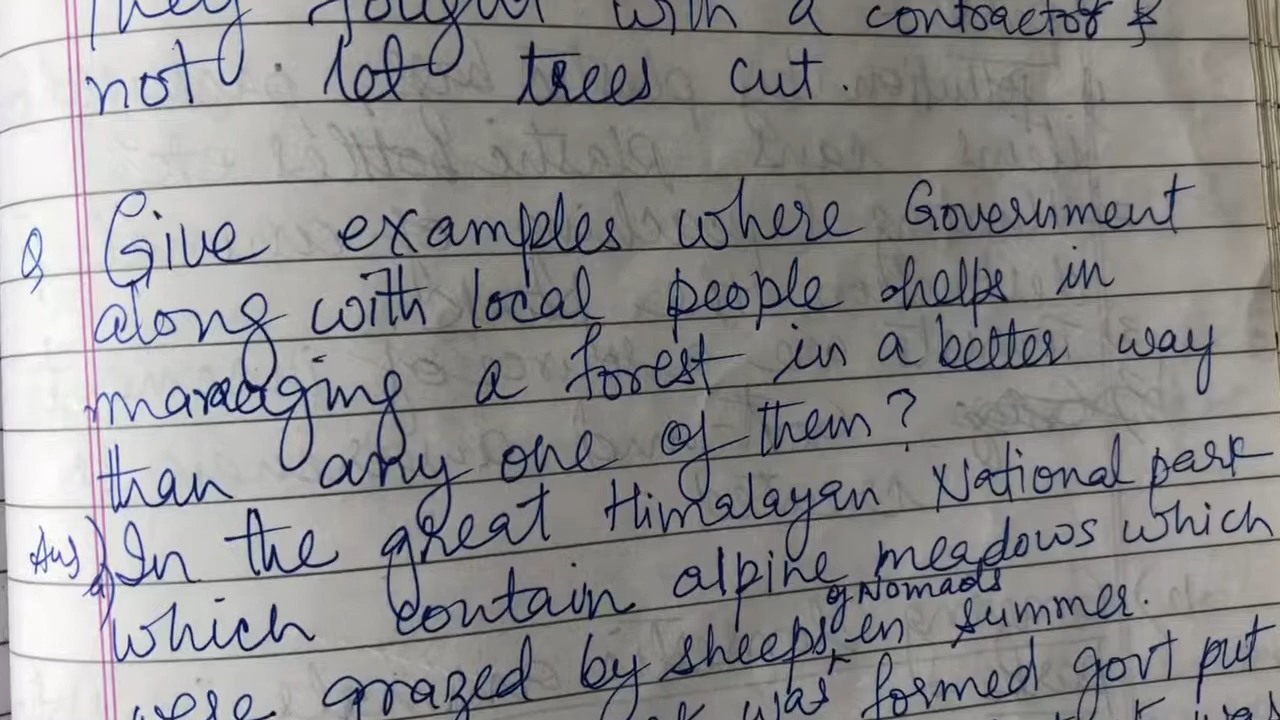 They fought with a contractor &
not let trees cut.
Q Give examples where Government
along with local people helps in
managing a forest in a better way
than any one of them?
Ans) a) In the great Himalayan National park
which contain alpine meadows which
were grazed by sheeps of Nomads in summer.
was formed govt put